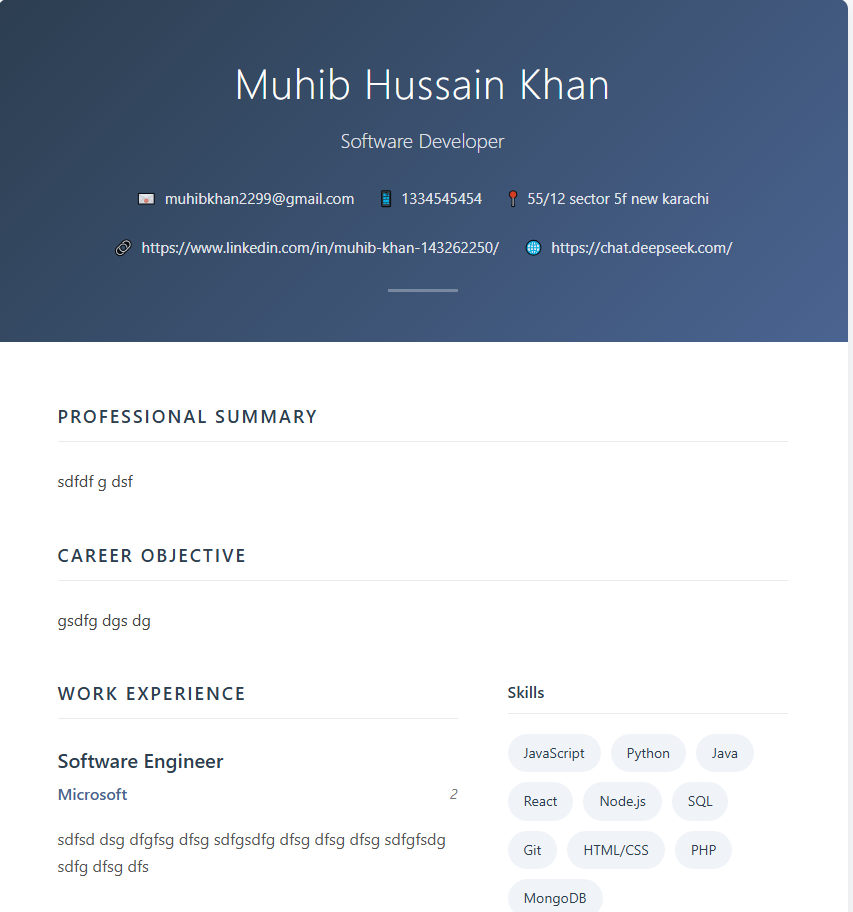 Muhib Hussain Khan
Software Developer
muhibkhan2299@gmail.com 1334545454 55/12 sector 5f new karachi
https://www.linkedin.com/in/muhib-khan-143262250/ https://chat.deepseek.com/
PROFESSIONAL SUMMARY
sdfdf g dsf
CAREER OBJECTIVE
gsdfg dgs dg
WORK EXPERIENCE
Software Engineer
Microsoft 2
sdfsd dsg dfgfsg dfsg sdfgsdfg dfsg dfsg dfsg sdfgfsdg
sdfg dfsg dfs
Skills
JavaScript Python Java
React Node.js SQL
Git HTML/CSS PHP
MongoDB